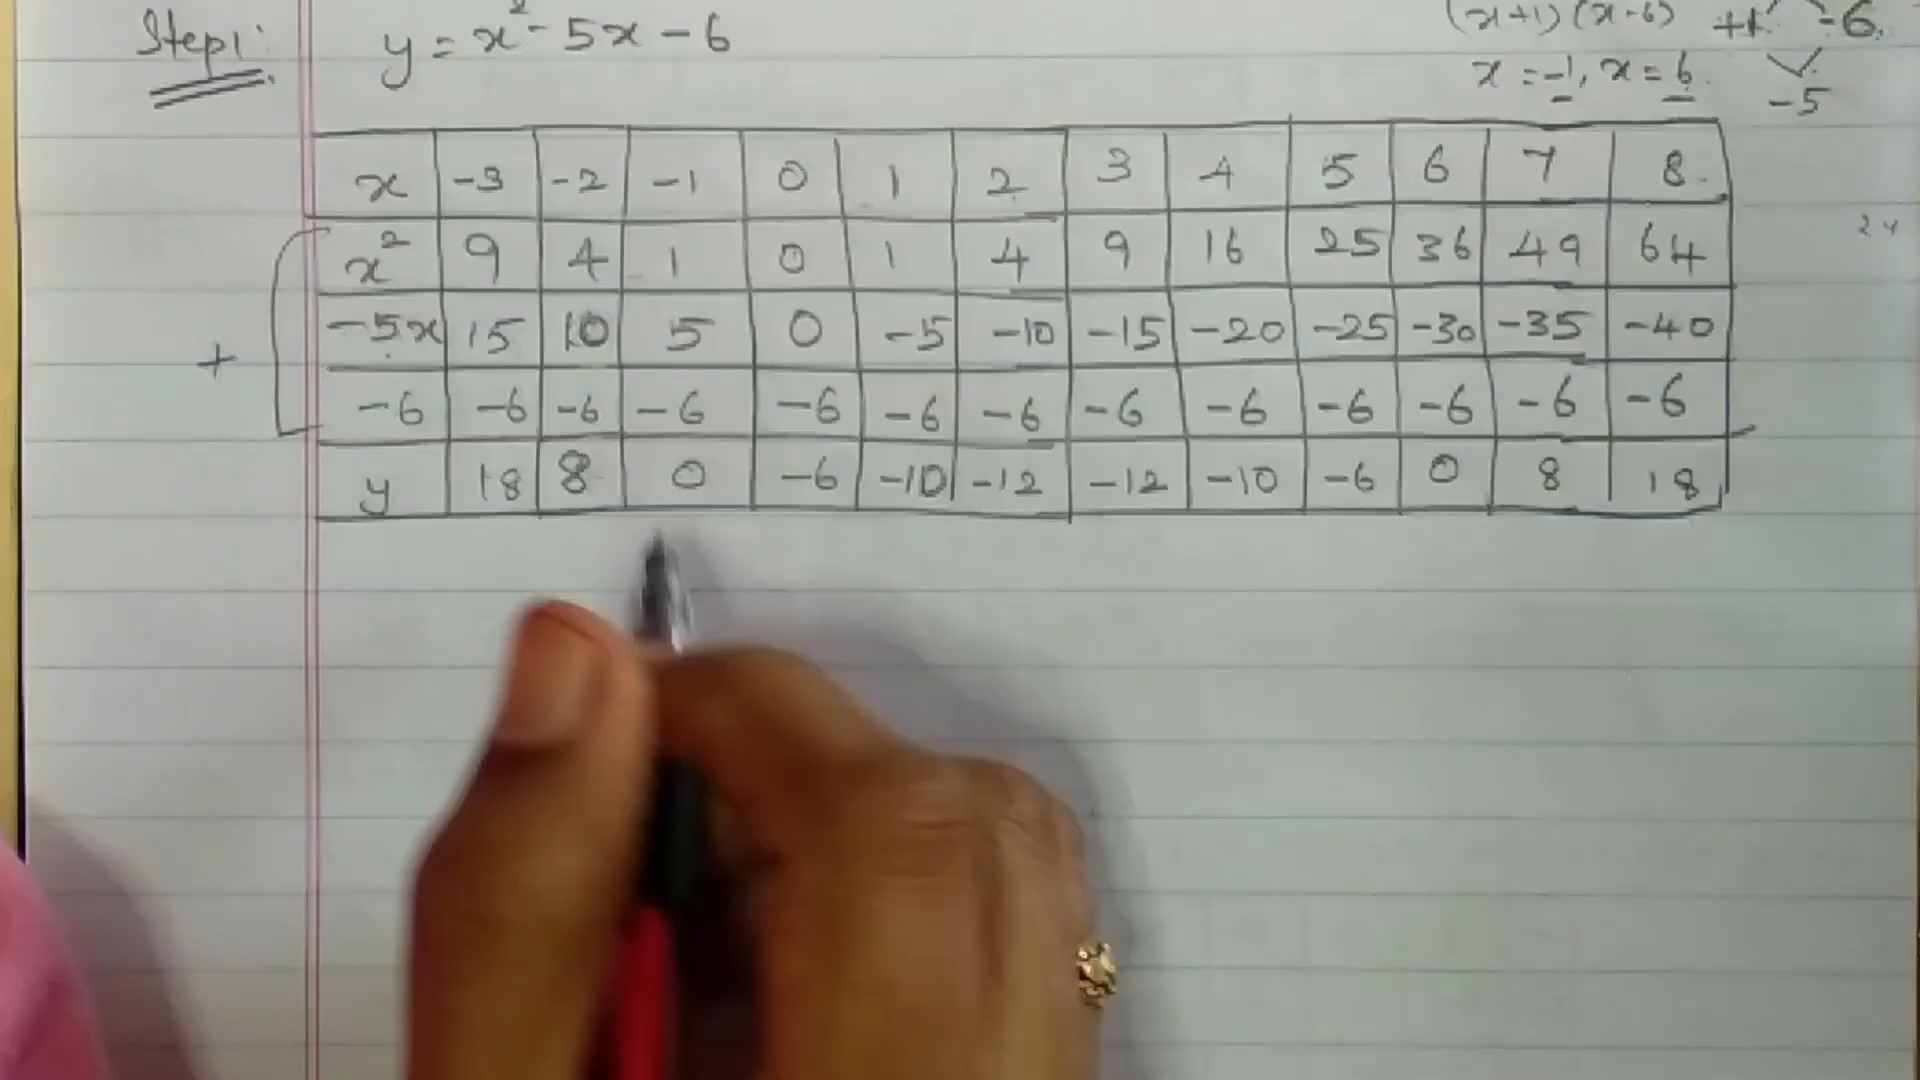 Step1: y = x² - 5x - 6
(x+1)(x-6) +1 -6
x = -1, x = 6. -5
x -3 -2 -1 0 1 2 3 4 5 6 7 8
x² 9 4 1 0 1 4 9 16 25 36 49 64
-5x 15 10 5 0 -5 -10 -15 -20 -25 -30 -35 -40
+
-6 -6 -6 -6 -6 -6 -6 -6 -6 -6 -6 -6 -6
y 18 8 0 -6 -10 -12 -12 -10 -6 0 8 18